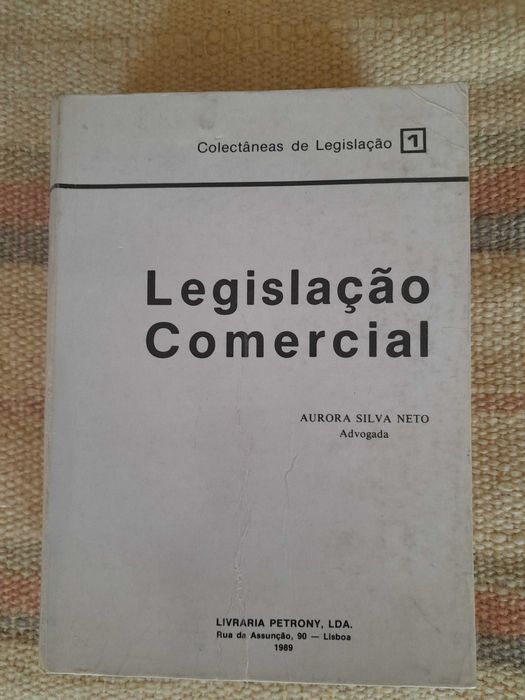 Colectâneas de Legislação 1
Legislação
Comercial
AURORA SILVA NETO
Advogada
LIVRARIA PETRONY, LDA.
Rua da Assunção, 90 — Lisboa
1989